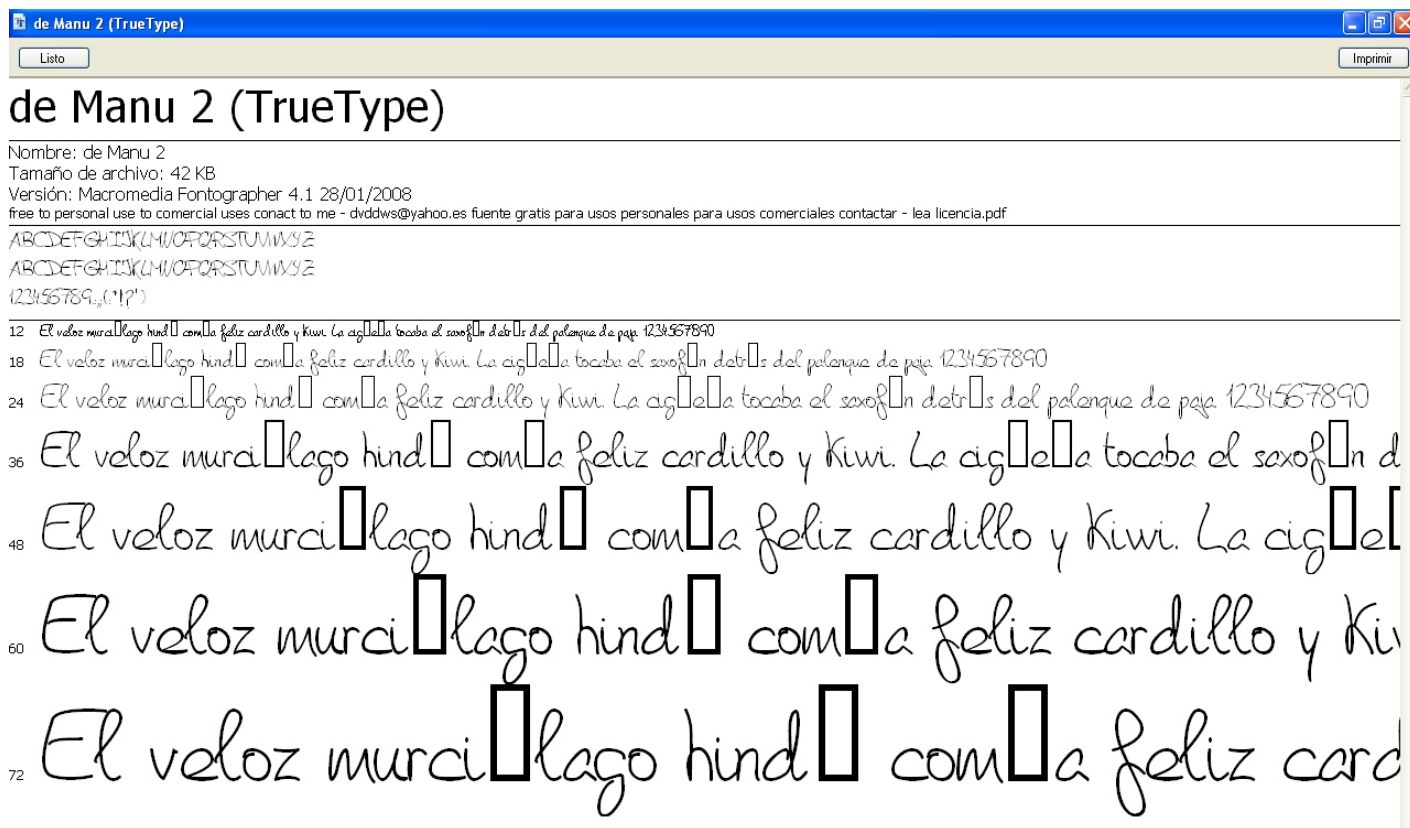 de Manu 2 (TrueType)
Listo
Imprimir
de Manu 2 (TrueType)
Nombre: de Manu 2
Tamaño de archivo: 42 KB
Versión: Macromedia Fontographer 4.1 28/01/2008
free to personal use to comercial uses conact to me - dvddws@yahoo.es fuente gratis para usos personales para usos comerciales contactar - lea licencia.pdf
ABCDEFGHIJKLMNOPQRSTUVWXYZ
ABCDEFGHIJKLMNOPQRSTUVWXYZ
123456789.:,;("!?')
12 El veloz murci▯lago hind▯ com▯a feliz cardillo y Kiwi. La cig▯e▯a tocaba el saxof▯n detr▯s del palenque de paja 1234567890
18 El veloz murci▯lago hind▯ com▯a feliz cardillo y Kiwi. La cig▯e▯a tocaba el saxof▯n detr▯s del palenque de paja 1234567890
24 El veloz murci▯lago hind▯ com▯a feliz cardillo y Kiwi. La cig▯e▯a tocaba el saxof▯n detr▯s del palenque de paja 1234567890
36 El veloz murci▯lago hind▯ com▯a feliz cardillo y Kiwi. La cig▯e▯a tocaba el saxof▯n d
48 El veloz murci▯lago hind▯ com▯a feliz cardillo y Kiwi. La cig▯e▯
60 El veloz murci▯lago hind▯ com▯a feliz cardillo y Kiw
72 El veloz murci▯lago hind▯ com▯a feliz card